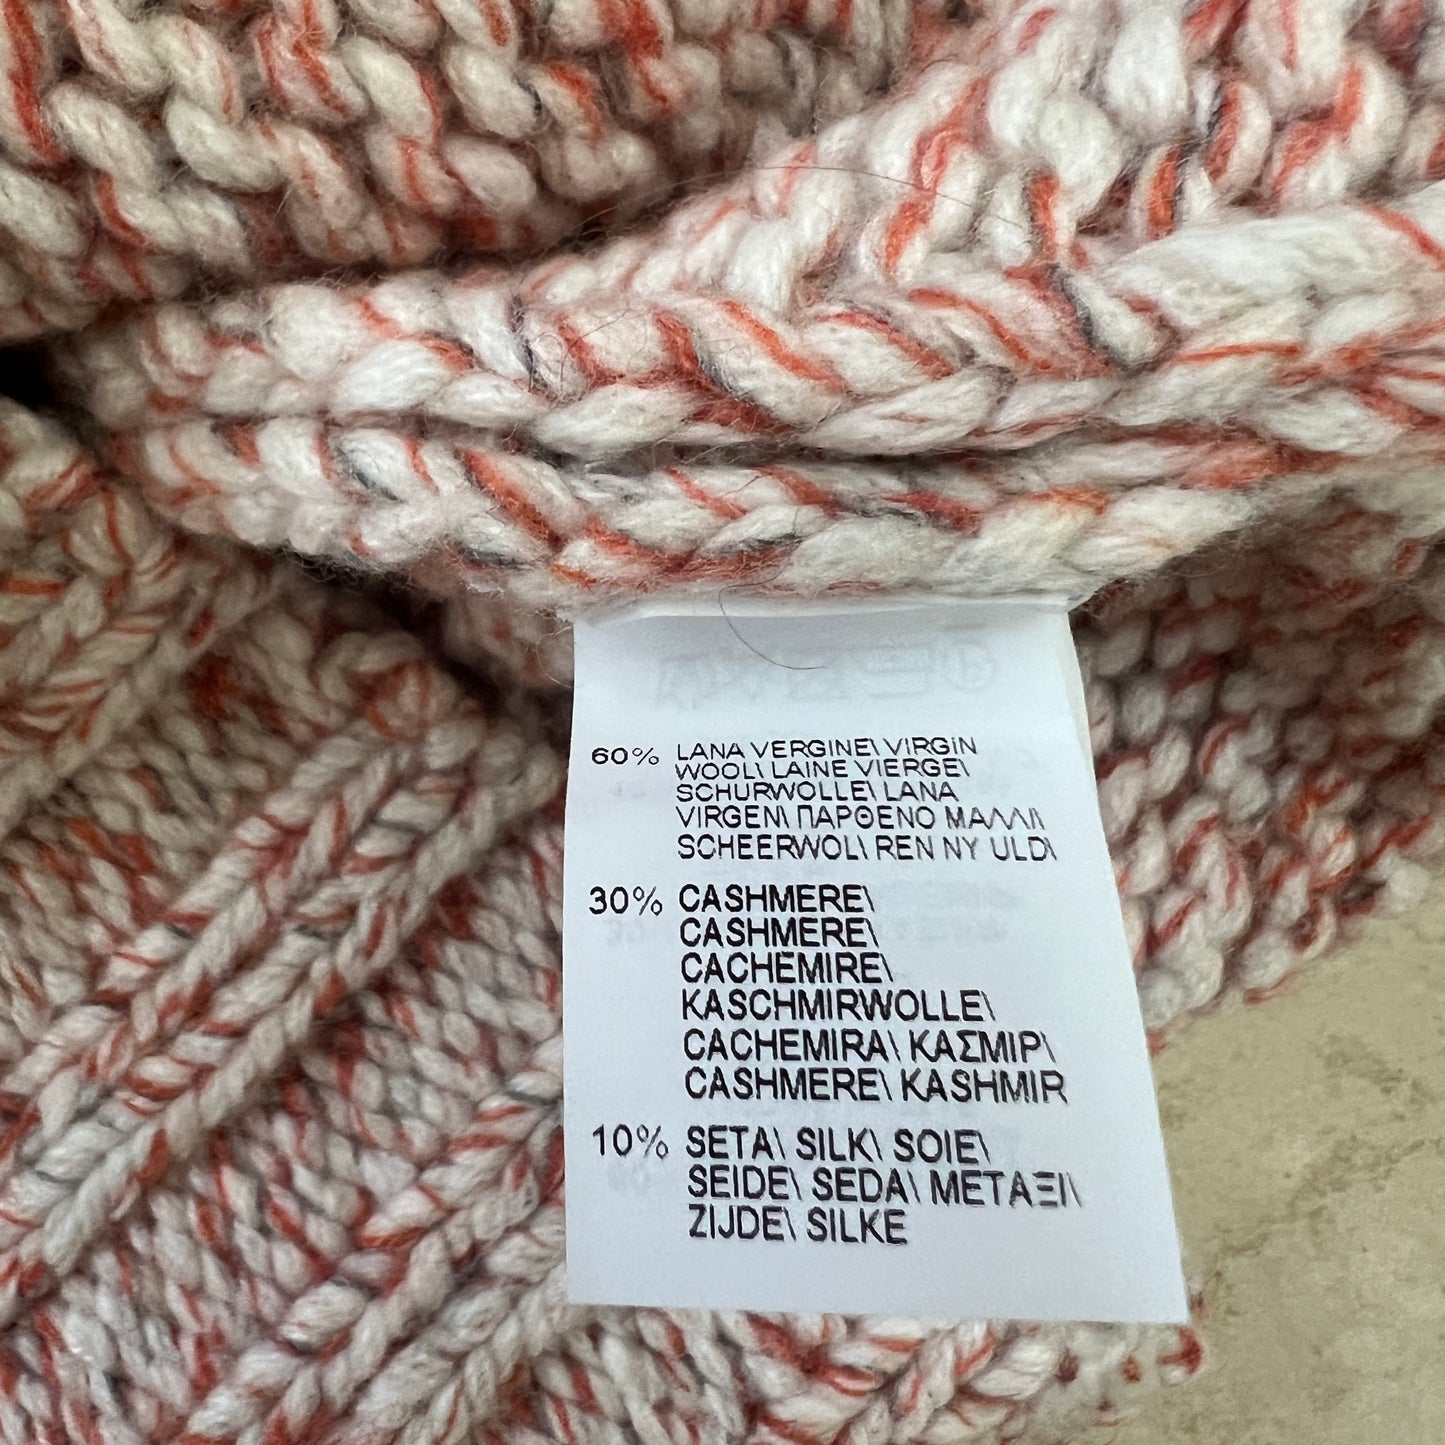 60% LANA VERGINE\ VIRGIN
WOOL\ LAINE VIERGE\
SCHURWOLLE\ LANA
VIRGEN\ ΠΑΡΘΕΝΟ ΜΑΛΛΙ\
SCHEERWOL\ REN NY ULD\
30% CASHMERE\
CASHMERE\
CACHEMIRE\
KASCHMIRWOLLE\
CACHEMIRA\ ΚΑΣΜΙΡ\
CASHMERE\ KASHMIR
10% SETA\ SILK\ SOIE\
SEIDE\ SEDA\ ΜΕΤΑΞΙ\
ZIJDE\ SILKE